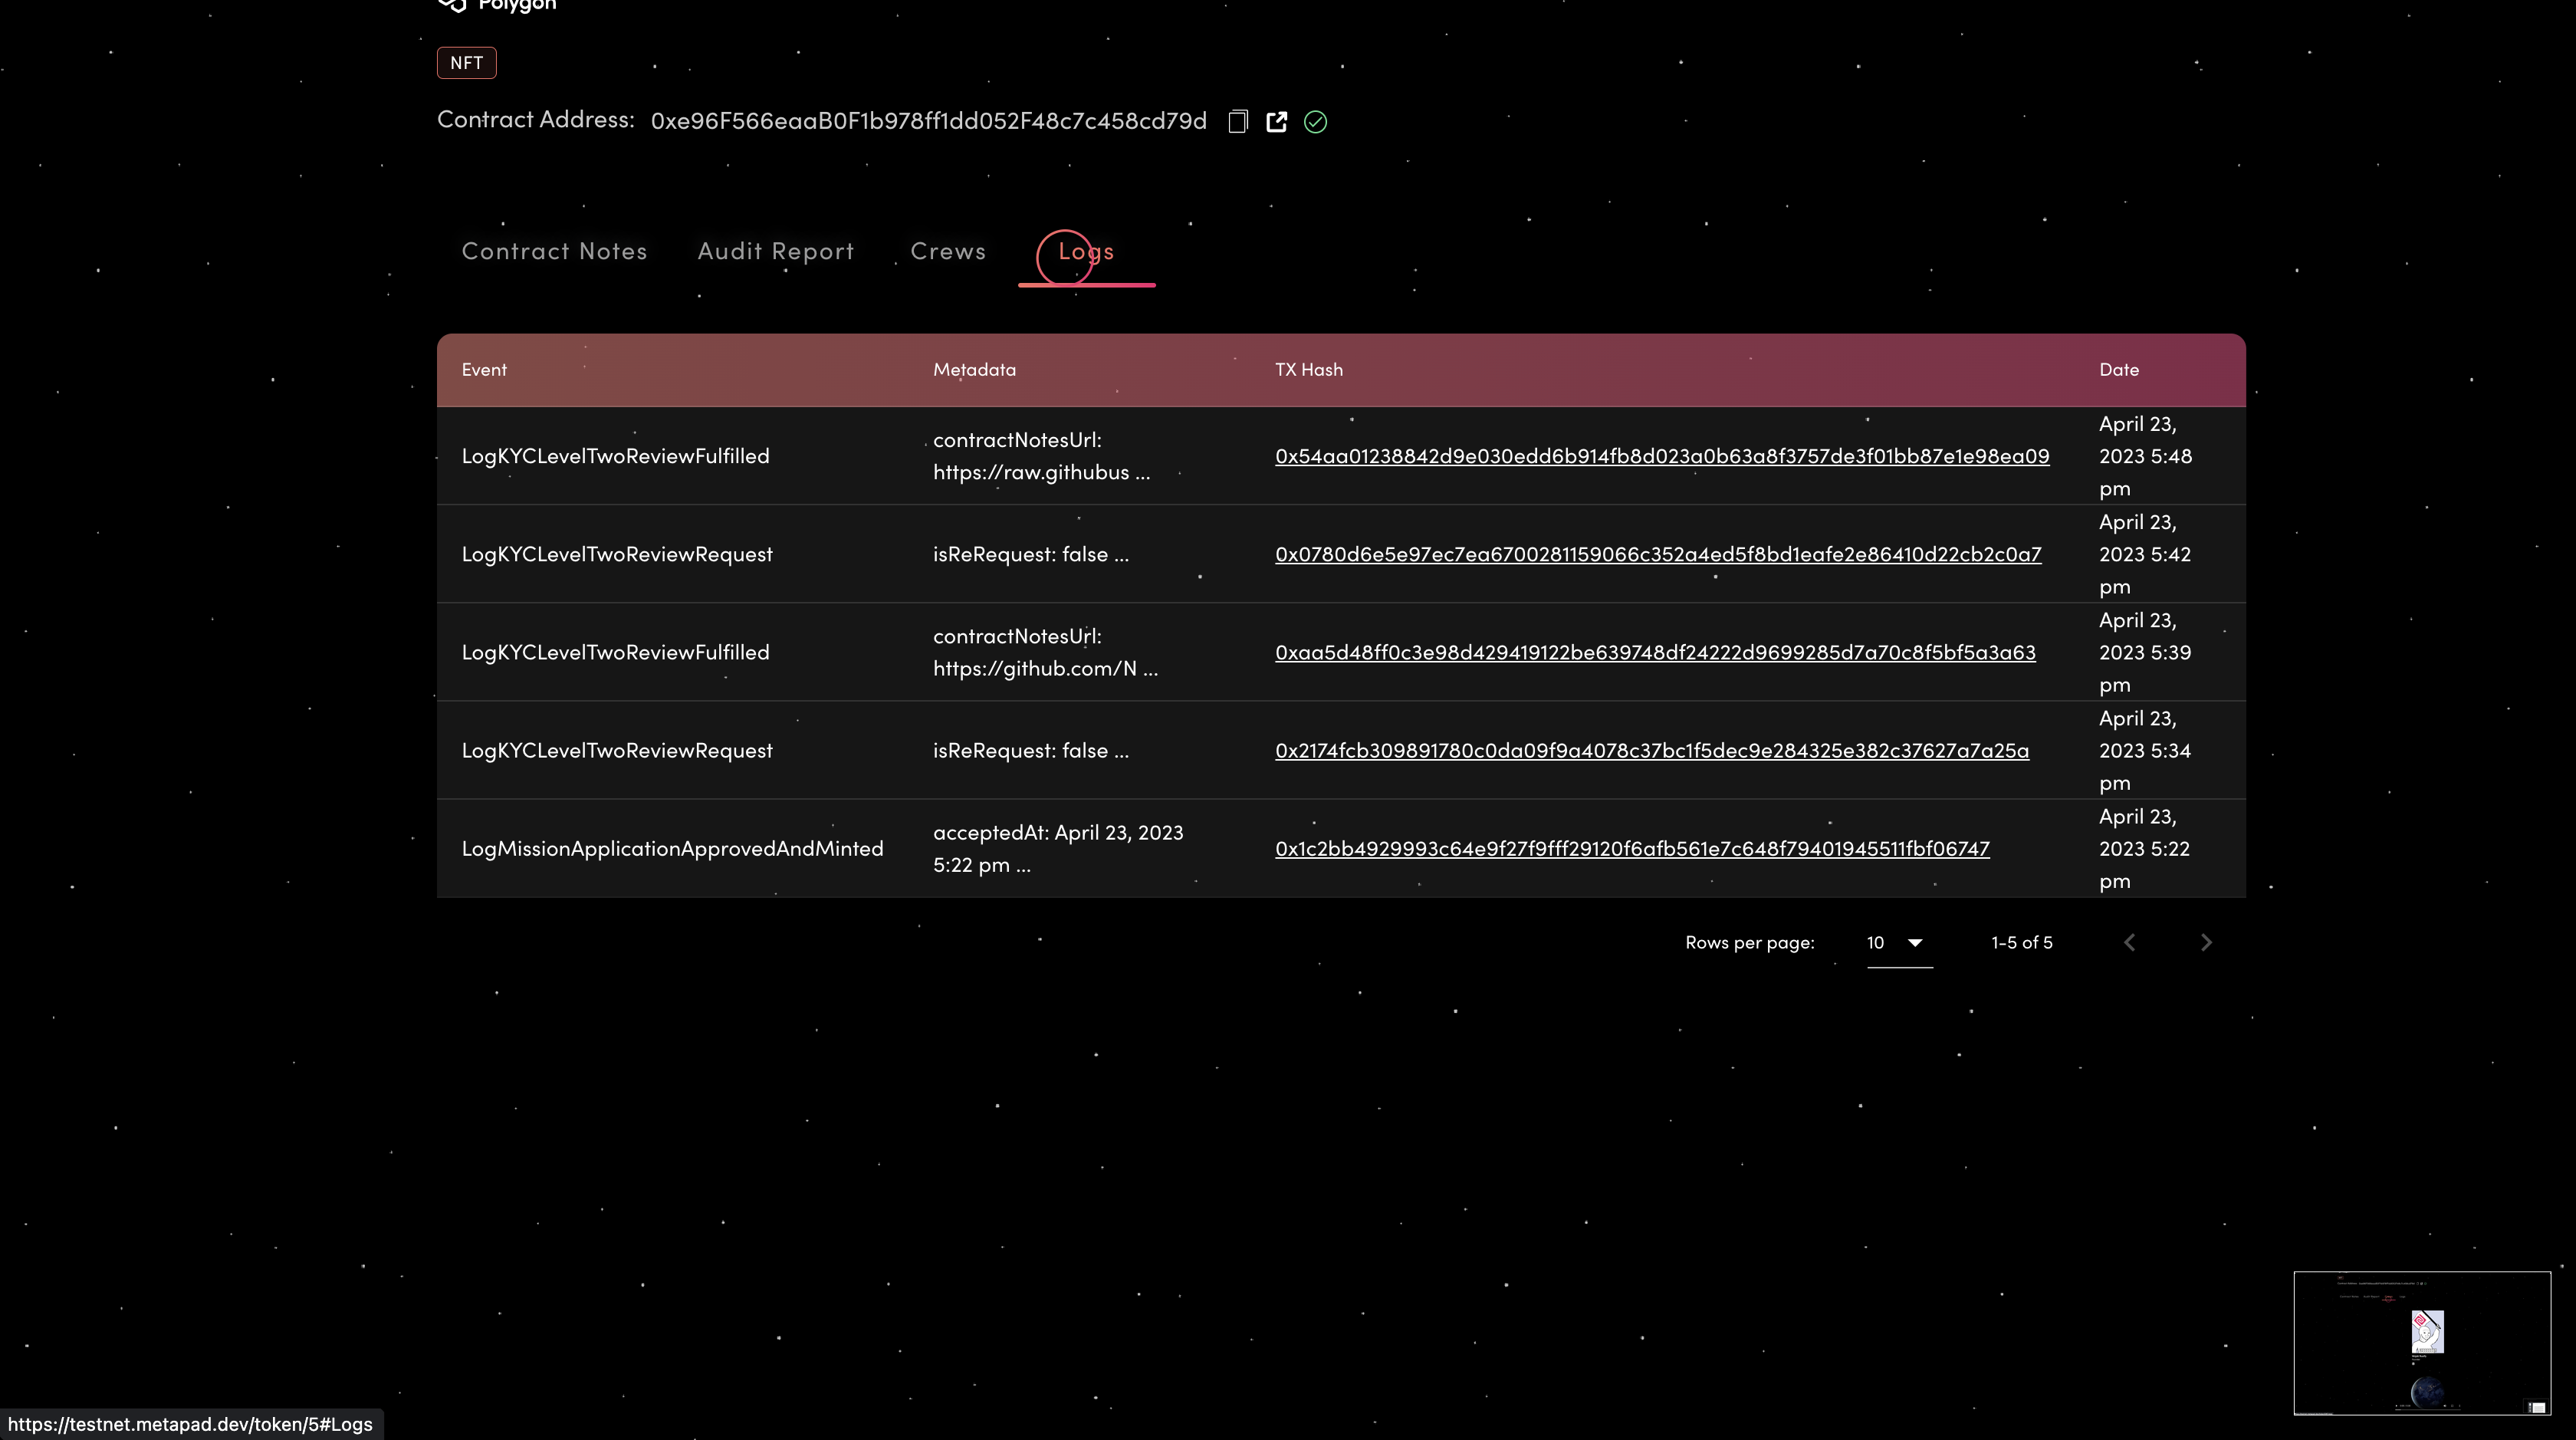 Polygon
NFT
Contract Address: 0xe96F566eaaB0F1b978ff1dd052F48c7c458cd79d
Contract Notes Audit Report Crews Logs
Event Metadata TX Hash Date
LogKYCLevelTwoReviewFulfilled
contractNotesUrl:
https://raw.githubus ...
0x54aa01238842d9e030edd6b914fb8d023a0b63a8f3757de3f01bb87e1e98ea09
April 23,
2023 5:48
pm
LogKYCLevelTwoReviewRequest
isReRequest: false ...
0x0780d6e5e97ec7ea6700281159066c352a4ed5f8bd1eafe2e86410d22cb2c0a7
April 23,
2023 5:42
pm
LogKYCLevelTwoReviewFulfilled
contractNotesUrl:
https://github.com/N ...
0xaa5d48ff0c3e98d429419122be639748df24222d9699285d7a70c8f5bf5a3a63
April 23,
2023 5:39
pm
LogKYCLevelTwoReviewRequest
isReRequest: false ...
0x2174fcb309891780c0da09f9a4078c37bc1f5dec9e284325e382c37627a7a25a
April 23,
2023 5:34
pm
LogMissionApplicationApprovedAndMinted
acceptedAt: April 23, 2023
5:22 pm ...
0x1c2bb4929993c64e9f27f9fff29120f6afb561e7c648f79401945511fbf06747
April 23,
2023 5:22
pm
Rows per page: 10 1-5 of 5
https://testnet.metapad.dev/token/5#Logs